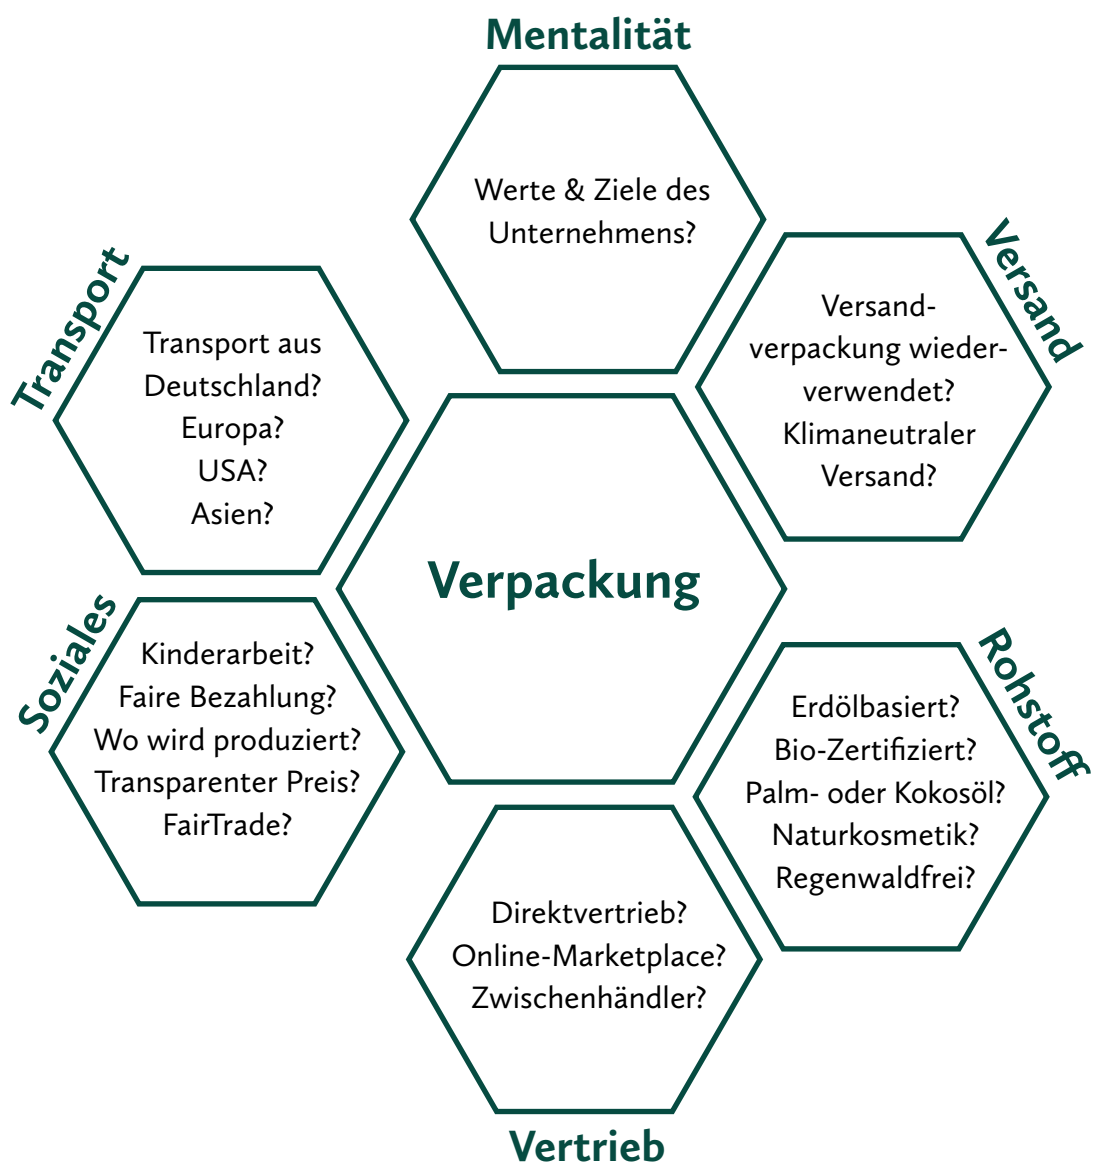 Mentalität
Werte & Ziele des
Unternehmens?
Versand
Versand-
verpackung wieder-
verwendet?
Klimaneutraler
Versand?
Transport
Transport aus
Deutschland?
Europa?
USA?
Asien?
Verpackung
Soziales
Kinderarbeit?
Faire Bezahlung?
Wo wird produziert?
Transparenter Preis?
FairTrade?
Rohstoff
Erdölbasiert?
Bio-Zertifiziert?
Palm- oder Kokosöl?
Naturkosmetik?
Regenwaldfrei?
Direktvertrieb?
Online-Marketplace?
Zwischenhändler?
Vertrieb